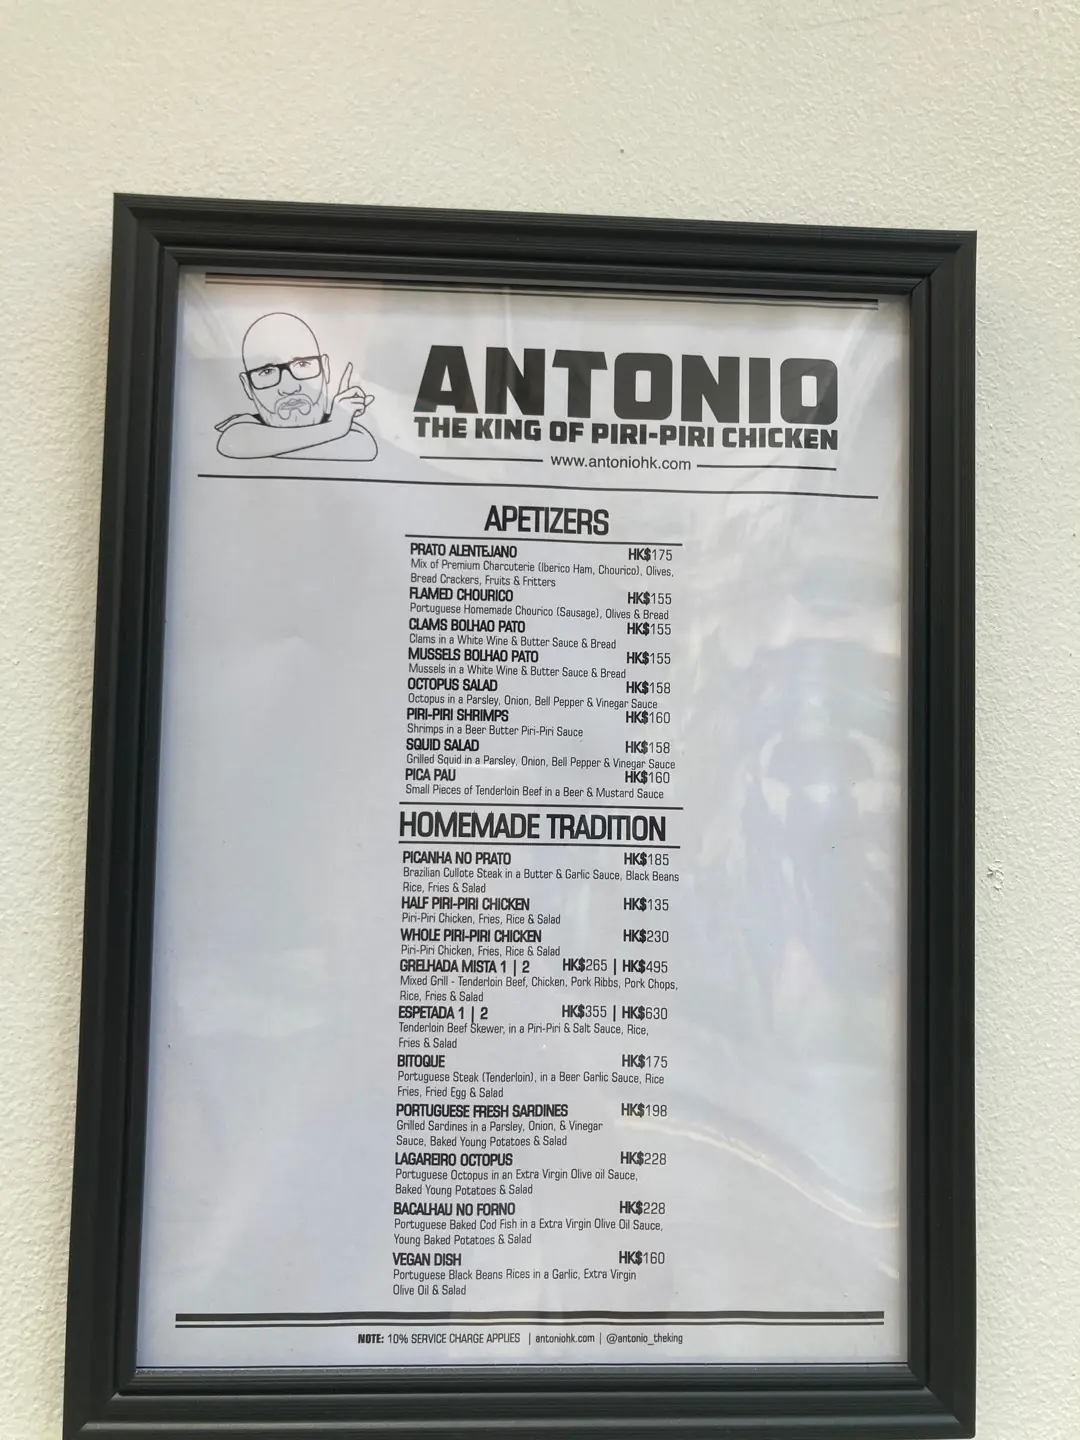 ANTONIO
THE KING OF PIRI-PIRI CHICKEN
www.antoniohk.com
APETIZERS
PRATO ALENTEJANO HK$175
Mix of Premium Charcuterie (Iberico Ham, Chourico), Olives,
Bread Crackers, Fruits & Fritters
FLAMED CHOURICO HK$155
Portuguese Homemade Chourico (Sausage), Olives & Bread
CLAMS BOLHAO PATO HK$155
Clams in a White Wine & Butter Sauce & Bread
MUSSELS BOLHAO PATO HK$155
Mussels in a White Wine & Butter Sauce & Bread
OCTOPUS SALAD HK$158
Octopus in a Parsley, Onion, Bell Pepper & Vinegar Sauce
PIRI-PIRI SHRIMPS HK$160
Shrimps in a Beer Butter Piri-Piri Sauce
SQUID SALAD HK$158
Grilled Squid in a Parsley, Onion, Bell Pepper & Vinegar Sauce
PICA PAU HK$160
Small Pieces of Tenderloin Beef in a Beer & Mustard Sauce
HOMEMADE TRADITION
PICANHA NO PRATO HK$185
Brazilian Cullote Steak in a Butter & Garlic Sauce, Black Beans
Rice, Fries & Salad
HALF PIRI-PIRI CHICKEN HK$135
Piri-Piri Chicken, Fries, Rice & Salad
WHOLE PIRI-PIRI CHICKEN HK$230
Piri-Piri Chicken, Fries, Rice & Salad
GRELHADA MISTA 1 | 2 HK$265 | HK$495
Mixed Grill - Tenderloin Beef, Chicken, Pork Ribbs, Pork Chops,
Rice, Fries & Salad
ESPETADA 1 | 2 HK$355 | HK$630
Tenderloin Beef Skewer, in a Piri-Piri & Salt Sauce, Rice,
Fries & Salad
BITOQUE HK$175
Portuguese Steak (Tenderloin), in a Beer Garlic Sauce, Rice
Fries, Fried Egg & Salad
PORTUGUESE FRESH SARDINES HK$198
Grilled Sardines in a Parsley, Onion, & Vinegar
Sauce, Baked Young Potatoes & Salad
LAGAREIRO OCTOPUS HK$228
Portuguese Octopus in an Extra Virgin Olive oil Sauce,
Baked Young Potatoes & Salad
BACALHAU NO FORNO HK$228
Portuguese Baked Cod Fish in a Extra Virgin Olive Oil Sauce,
Young Baked Potatoes & Salad
VEGAN DISH HK$160
Portuguese Black Beans Rices in a Garlic, Extra Virgin
Olive Oil & Salad
NOTE: 10% SERVICE CHARGE APPLIES | antoniohk.com | @antonio_theking